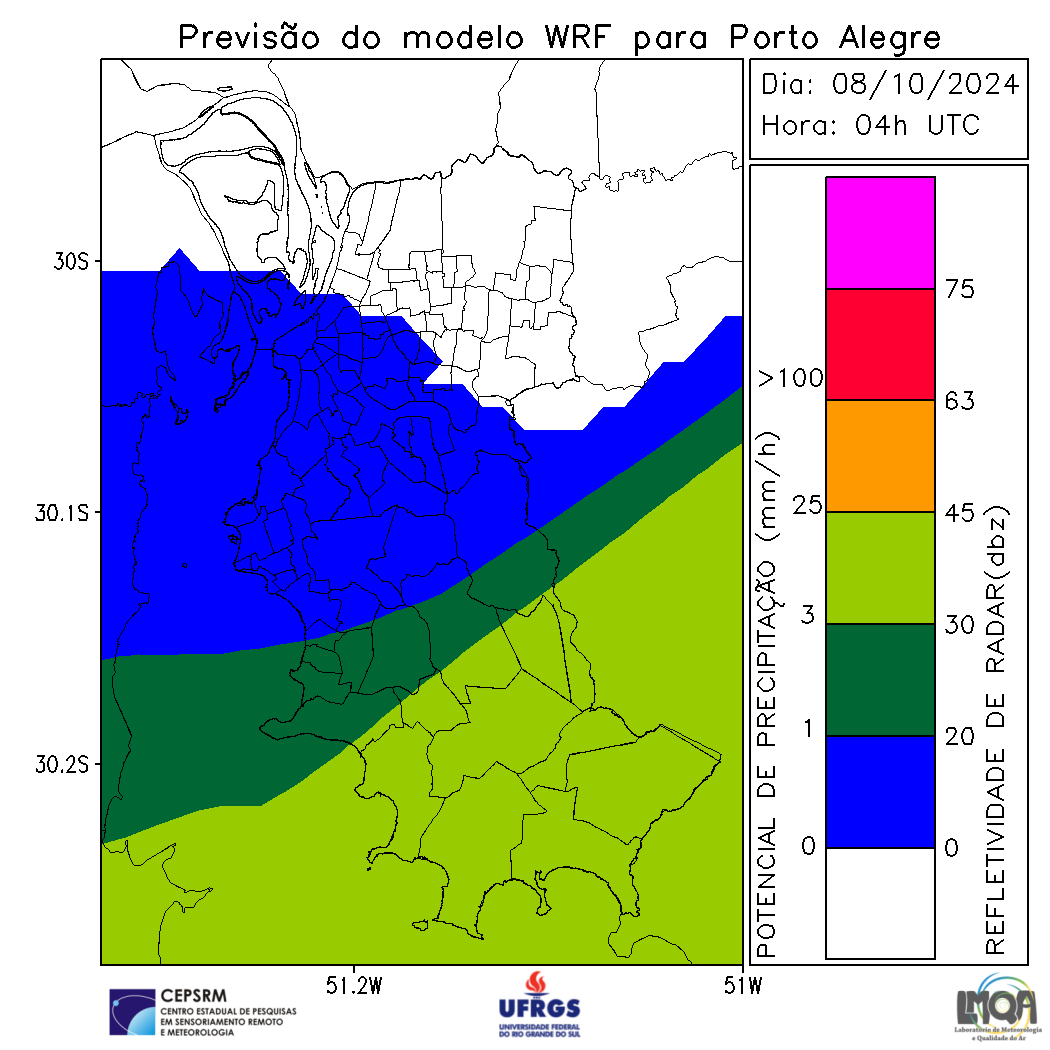 Previsão do modelo WRF para Porto Alegre
Dia: 08/10/2024
Hora: 04h UTC
30S
30.1S
30.2S
51.2W
51W
POTENCIAL DE PRECIPITAÇÃO (mm/h)
>100
25
3
1
0
75
63
45
30
20
0
REFLETIVIDADE DE RADAR(dbz)
CEPSRM
CENTRO ESTADUAL DE PESQUISAS
EM SENSORIAMENTO REMOTO
E METEOROLOGIA
UFRGS
UNIVERSIDADE FEDERAL
DO RIO GRANDE DO SUL
LMQA
Laboratório de Meteorologia
e Qualidade do Ar